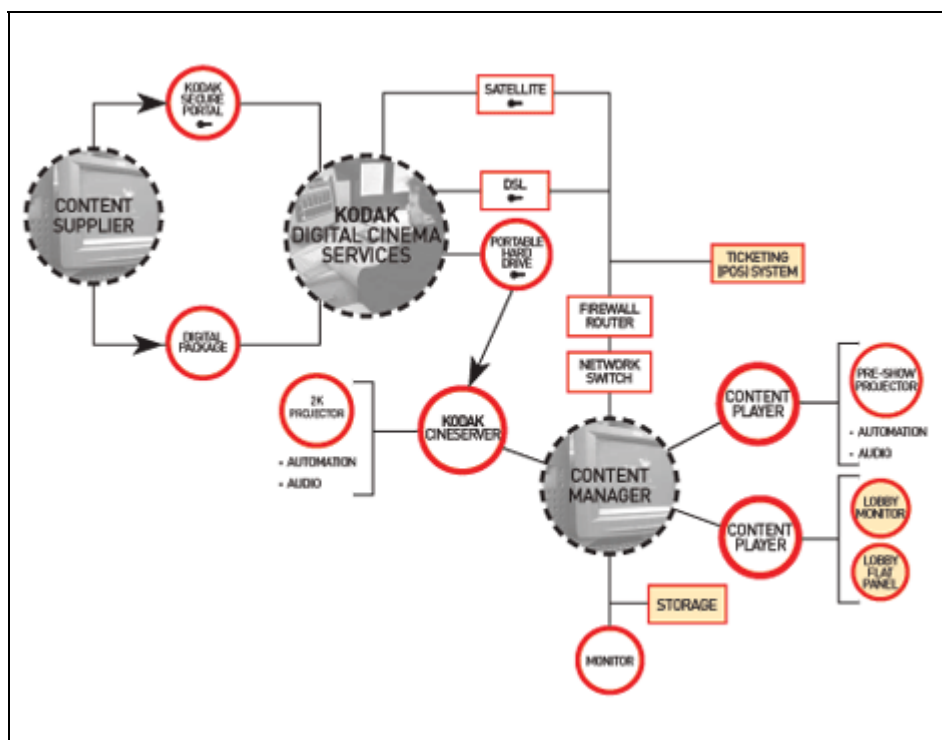 KODAK
SECURE
PORTAL
SATELLITE
CONTENT
SUPPLIER
KODAK
DIGITAL CINEMA
SERVICES
DSL
PORTABLE
HARD
DRIVE
TICKETING
(POS) SYSTEM
DIGITAL
PACKAGE
FIREWALL
ROUTER
NETWORK
SWITCH
2K
PROJECTOR
- AUTOMATION
- AUDIO
KODAK
CINESERVER
CONTENT
MANAGER
CONTENT
PLAYER
PRE-SHOW
PROJECTOR
- AUTOMATION
- AUDIO
CONTENT
PLAYER
LOBBY
MONITOR
LOBBY
FLAT
PANEL
STORAGE
MONITOR